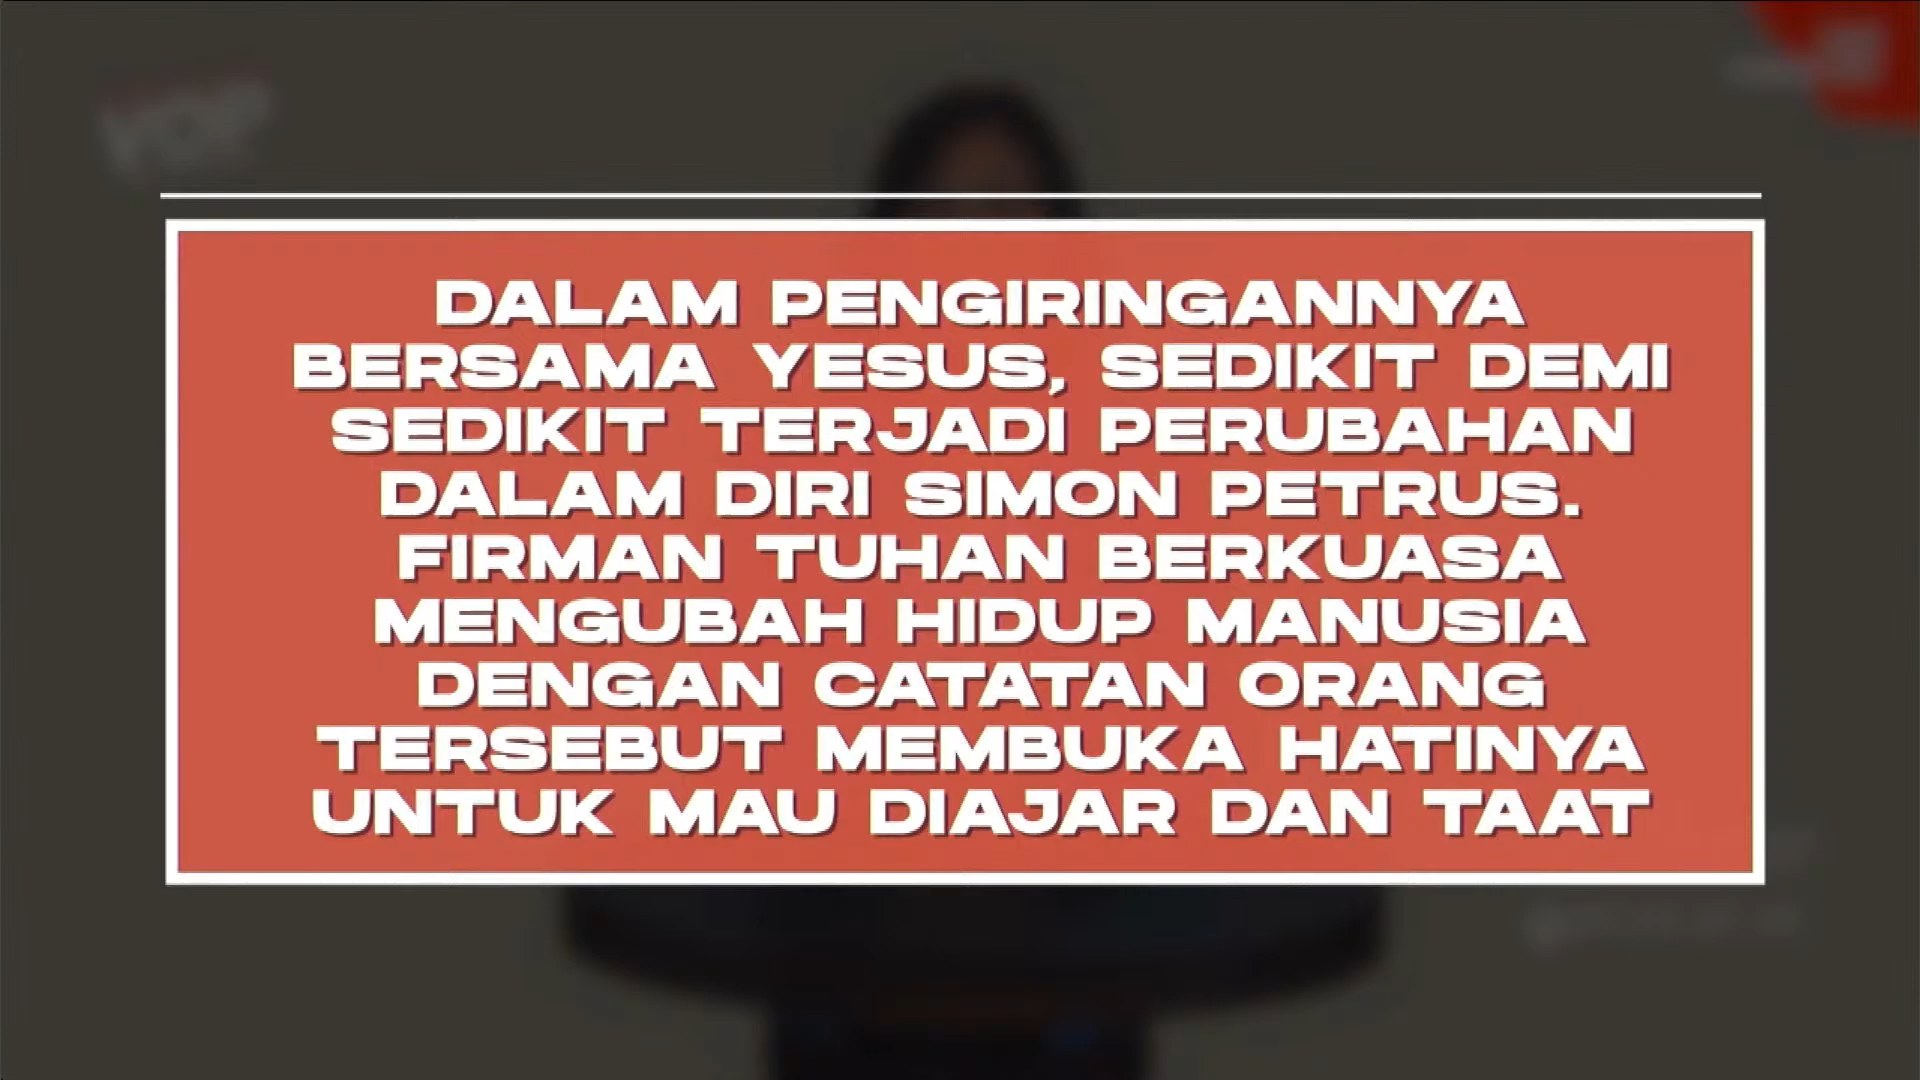 DALAM PENGIRINGANNYA
BERSAMA YESUS, SEDIKIT DEMI
SEDIKIT TERJADI PERUBAHAN
DALAM DIRI SIMON PETRUS.
FIRMAN TUHAN BERKUASA
MENGUBAH HIDUP MANUSIA
DENGAN CATATAN ORANG
TERSEBUT MEMBUKA HATINYA
UNTUK MAU DIAJAR DAN TAAT